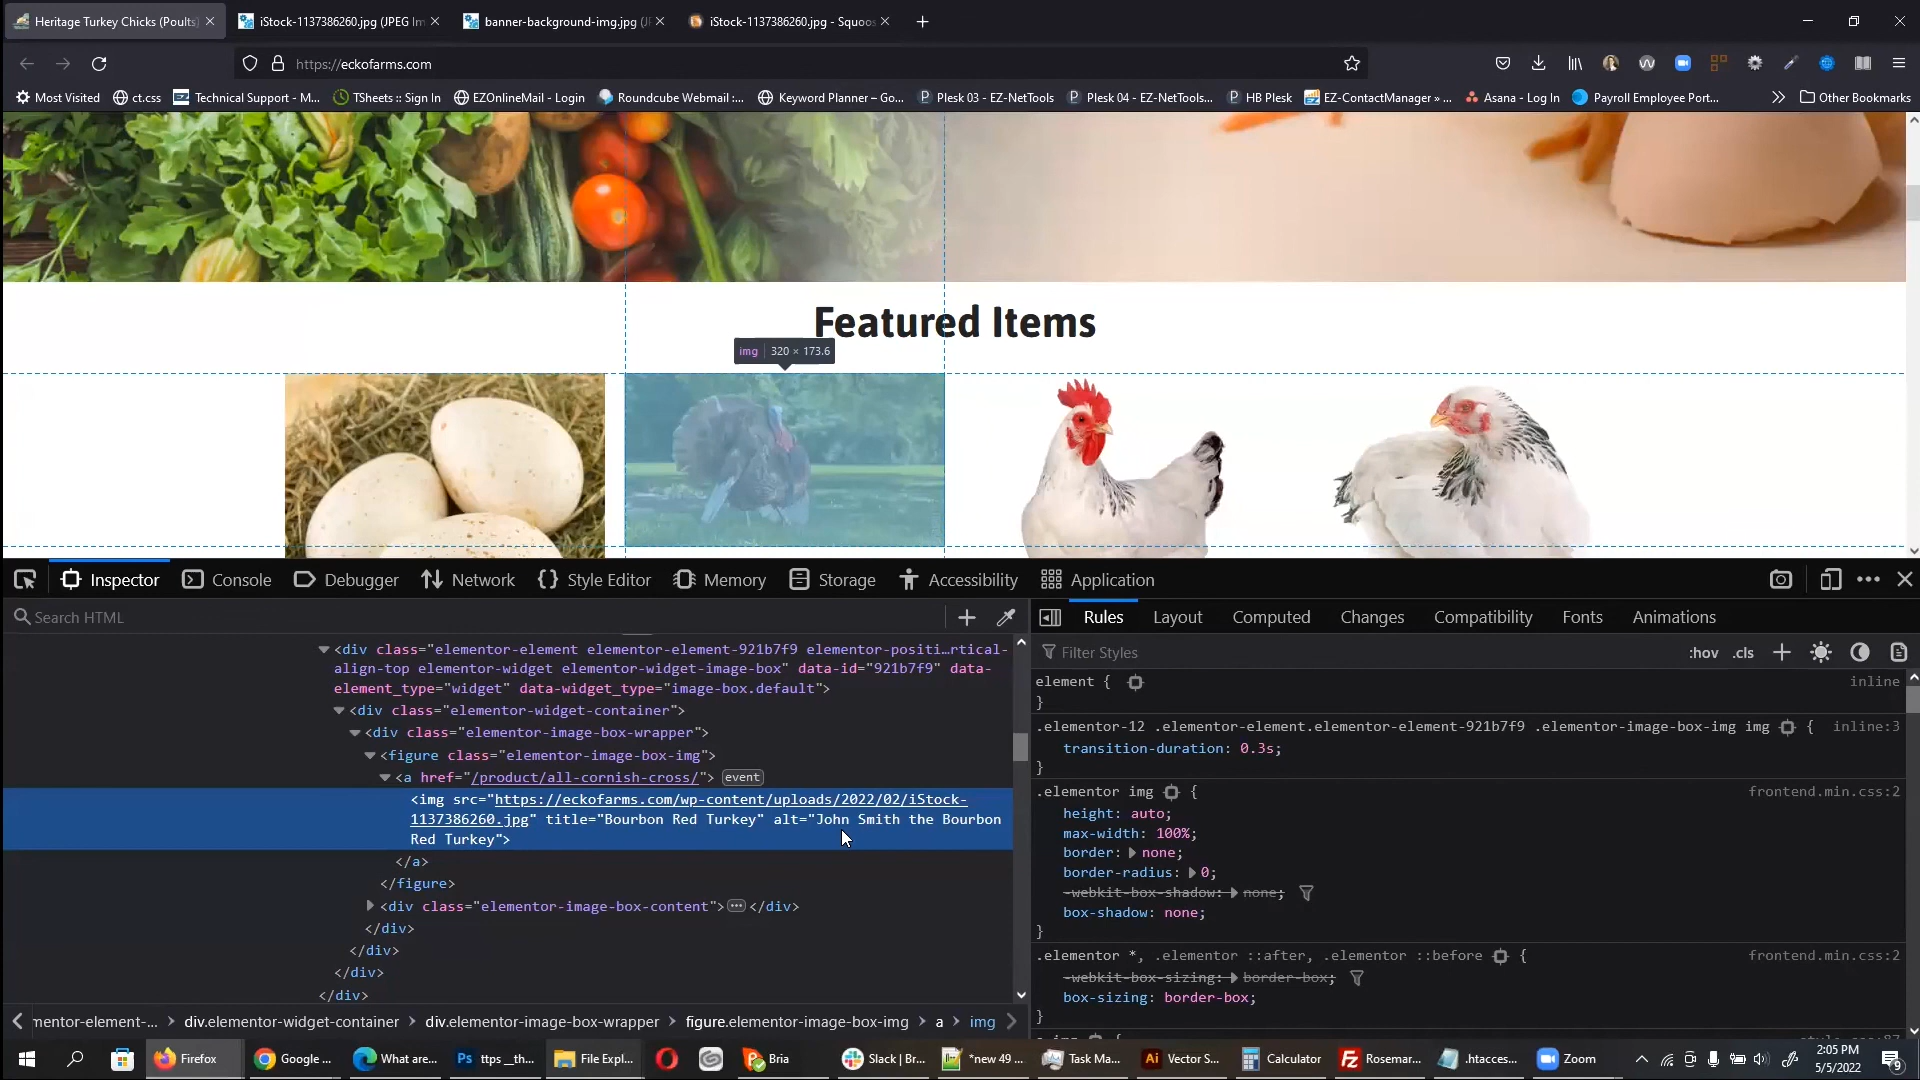 Heritage Turkey Chicks (Poults)
iStock-1137386260.jpg (JPEG Im
banner-background-img.jpg (JP
iStock-1137386260.jpg - Squoos
https://eckofarms.com
Most Visited
ct.css
Technical Support - M...
TSheets :: Sign In
EZOnlineMail - Login
Roundcube Webmail :...
Keyword Planner – Go...
Plesk 03 - EZ-NetTools
Plesk 04 - EZ-NetTools...
HB Plesk
EZ-ContactManager »...
Asana - Log In
Payroll Employee Port...
Other Bookmarks
Featured Items
img | 320 × 173.6
Inspector
Console
Debugger
Network
Style Editor
Memory
Storage
Accessibility
Application
Search HTML
<div class="elementor-element elementor-element-921b7f9 elementor-positi…rtical-
align-top elementor-widget elementor-widget-image-box" data-id="921b7f9" data-
element_type="widget" data-widget_type="image-box.default">
<div class="elementor-widget-container">
<div class="elementor-image-box-wrapper">
<figure class="elementor-image-box-img">
<a href="/product/all-cornish-cross/"> event
<img src="https://eckofarms.com/wp-content/uploads/2022/02/iStock-
1137386260.jpg" title="Bourbon Red Turkey" alt="John Smith the Bourbon
Red Turkey">
</a>
</figure>
<div class="elementor-image-box-content"> ⋯ </div>
</div>
</div>
</div>
</div>
mentor-element-...
div.elementor-widget-container
div.elementor-image-box-wrapper
figure.elementor-image-box-img
a
img
Rules
Layout
Computed
Changes
Compatibility
Fonts
Animations
Filter Styles
:hov
.cls
element {
inline
}
.elementor-12 .elementor-element.elementor-element-921b7f9 .elementor-image-box-img img {
inline:3
transition-duration: 0.3s;
}
.elementor img {
frontend.min.css:2
height: auto;
max-width: 100%;
border: none;
border-radius: 0;
-webkit-box-shadow: none;
box-shadow: none;
}
.elementor *, .elementor ::after, .elementor ::before {
frontend.min.css:2
-webkit-box-sizing: border-box;
box-sizing: border-box;
}
Firefox
Google ...
What are...
ttps _th...
File Expl...
Bria
Slack | Br...
*new 49 ...
Task Ma...
Vector S...
Calculator
Rosemar...
.htacces...
Zoom
2:05 PM
5/5/2022
9